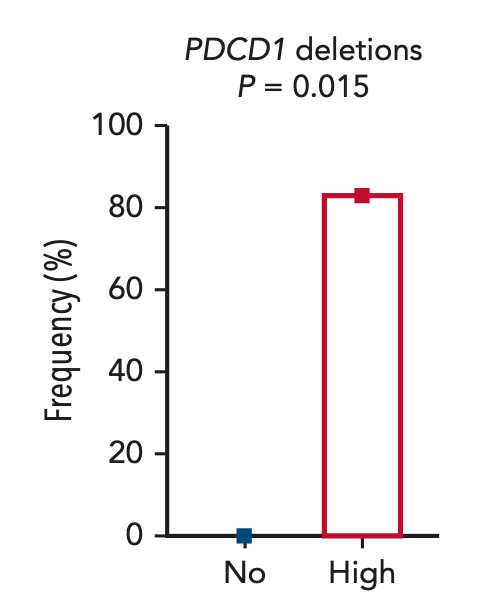 PDCD1 deletions
P = 0.015
Frequency (%)
100
80
60
40
20
0
No High